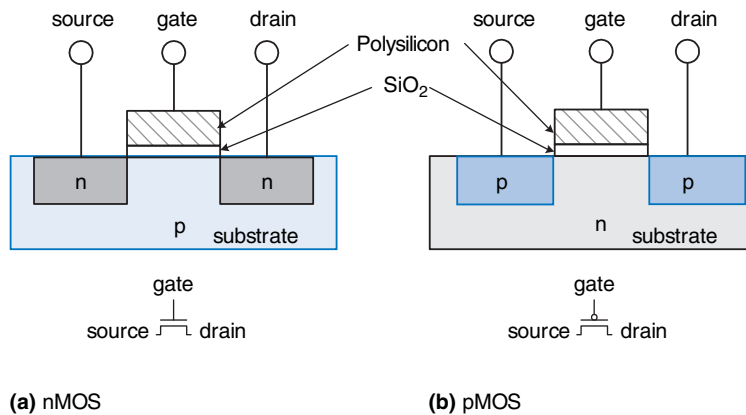 source gate drain
source gate drain
Polysilicon
SiO2
n
n
p
substrate
p
p
n
substrate
gate
source drain
gate
source drain
(a) nMOS
(b) pMOS